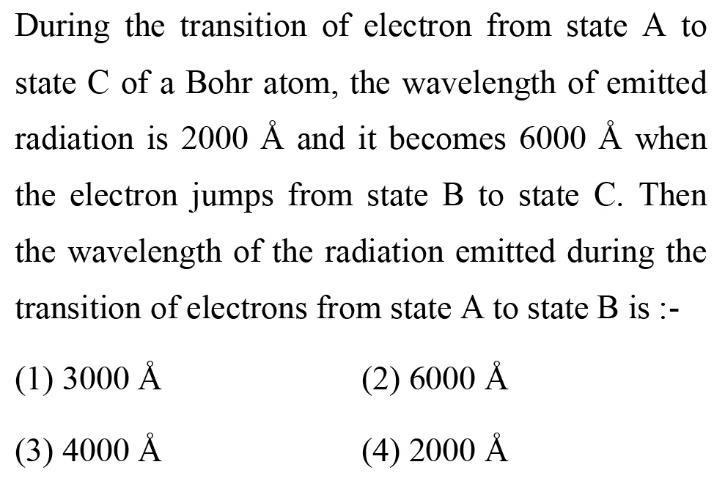 During the transition of electron from state A to
state C of a Bohr atom, the wavelength of emitted
radiation is 2000 Å and it becomes 6000 Å when
the electron jumps from state B to state C. Then
the wavelength of the radiation emitted during the
transition of electrons from state A to state B is :-
(1) 3000 Å (2) 6000 Å
(3) 4000 Å (4) 2000 Å